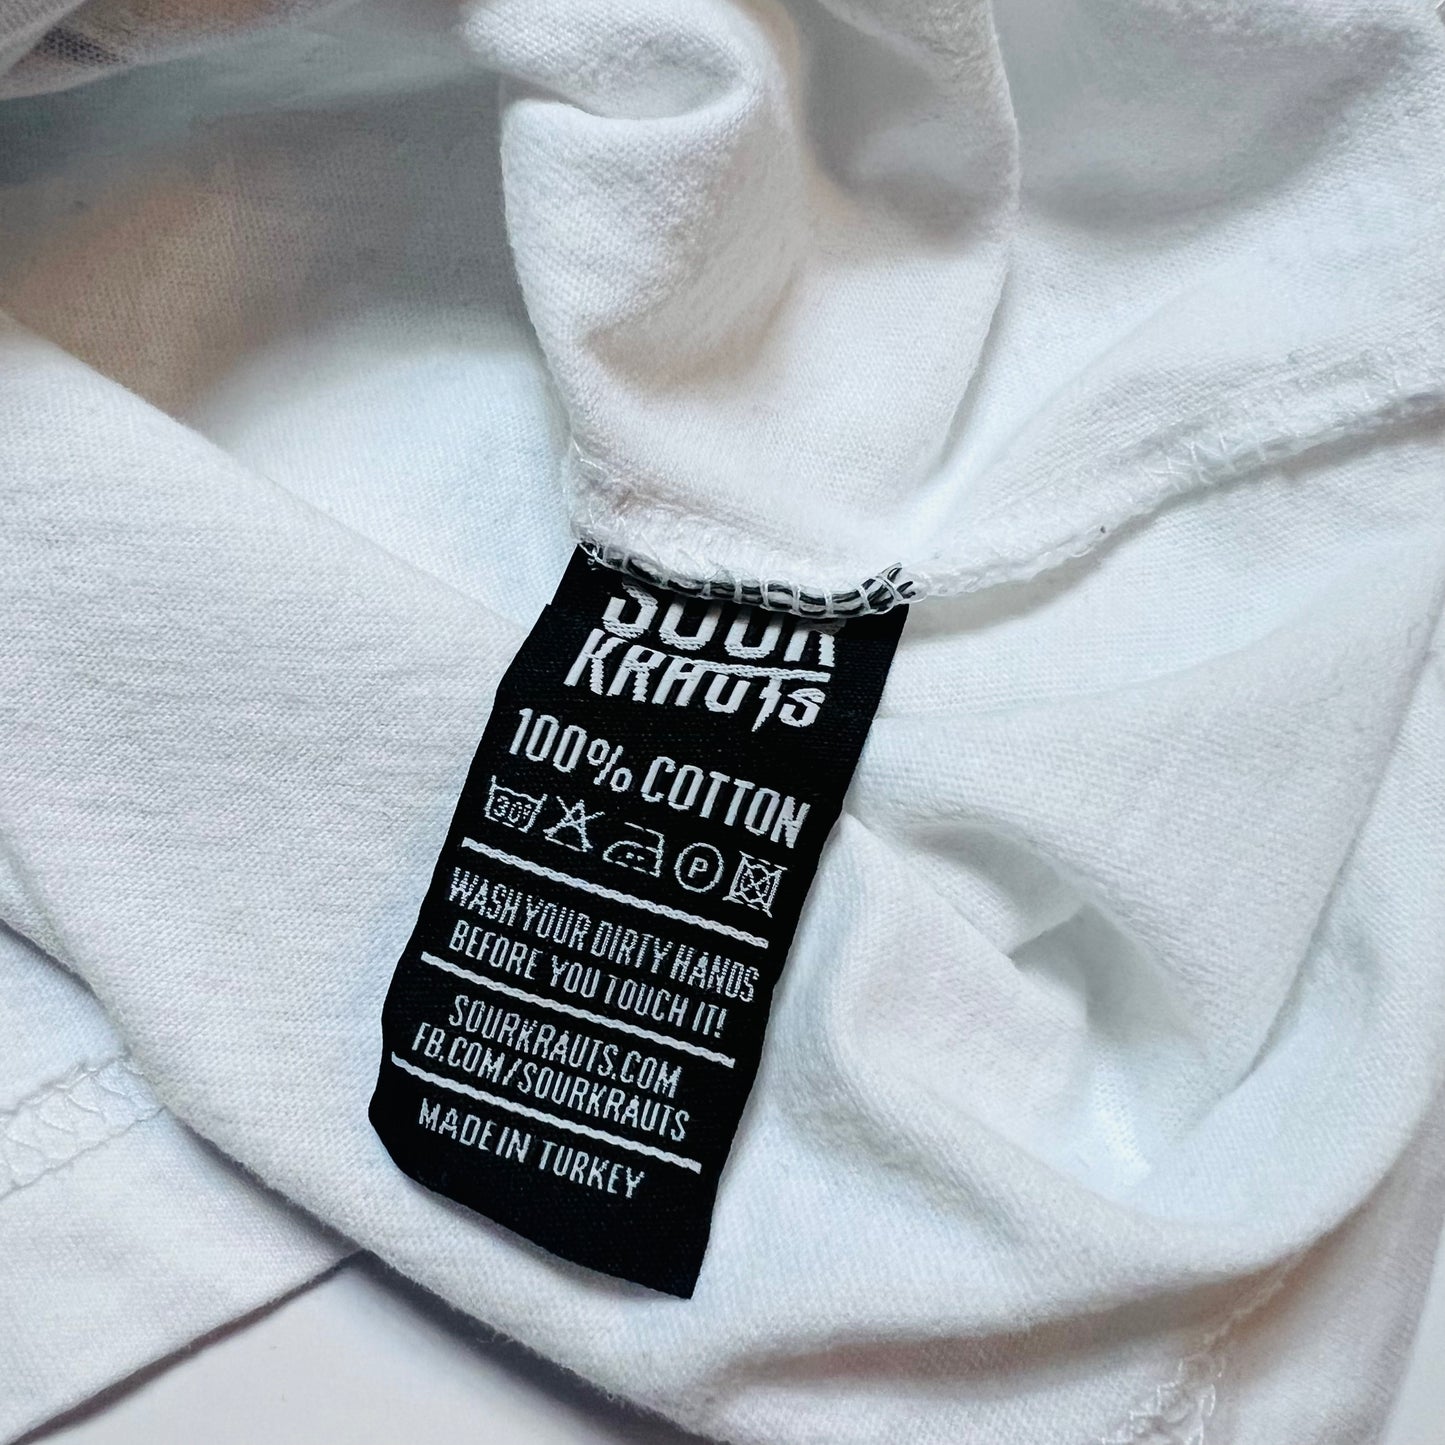 SOUR
KRAUTS
100% COTTON
30° P
WASH YOUR DIRTY HANDS
BEFORE YOU TOUCH IT!
SOURKRAUTS.COM
FB.COM/SOURKRAUTS
MADE IN TURKEY